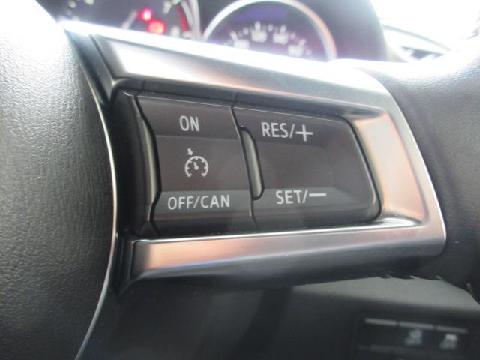 ON
RES/+
OFF/CAN
SET/−